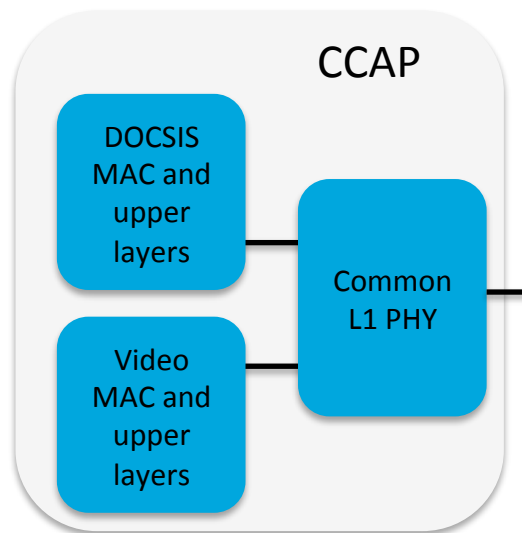 CCAP
DOCSIS
MAC and
upper
layers
Common
L1 PHY
Video
MAC and
upper
layers